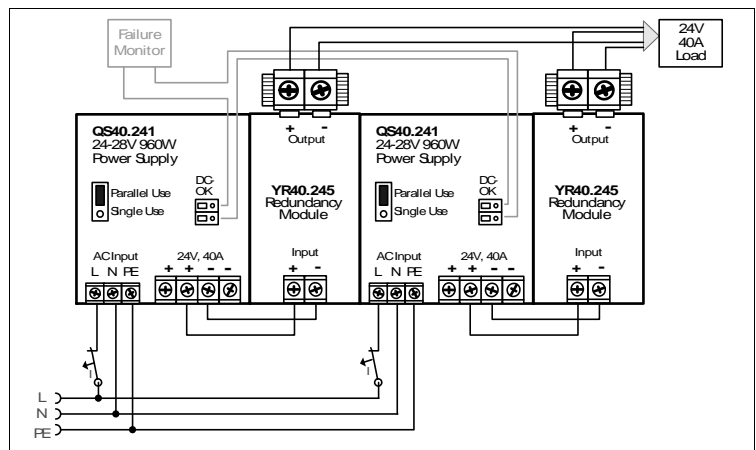 Failure
Monitor
24V
40A
Load
QS40.241
24-28V 960W
Power Supply
DC-
OK
Parallel Use
Single Use
AC Input
L N PE
24V, 40A
+ + - -
+ -
Output
YR40.245
Redundancy
Module
Input
+ -
QS40.241
24-28V 960W
Power Supply
DC-
OK
Parallel Use
Single Use
AC Input
L N PE
24V, 40A
+ + - -
+ -
Output
YR40.245
Redundancy
Module
Input
+ -
I
I
L
N
PE